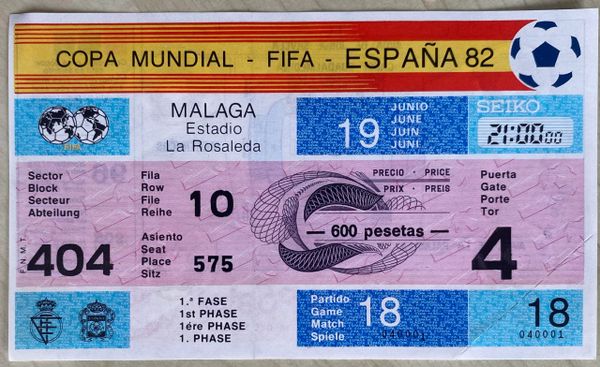 COPA MUNDIAL - FIFA - ESPAÑA 82
FIFA
MALAGA
Estadio
La Rosaleda
19
JUNIO
JUNE
JUIN
JUNI
SEIKO
21:00 00
Sector
Block
Secteur
Abteilung
404
Fila
Row
File
Reihe
10
Asiento
Seat
Place
Sitz
575
PRECIO · PRICE
PRIX · PREIS
600 pesetas
Puerta
Gate
Porte
Tor
4
F.N.M.T.
1.ª FASE
1st PHASE
1ére PHASE
1. PHASE
Partido
Game
Match
Spiele
18
040001
18
040001